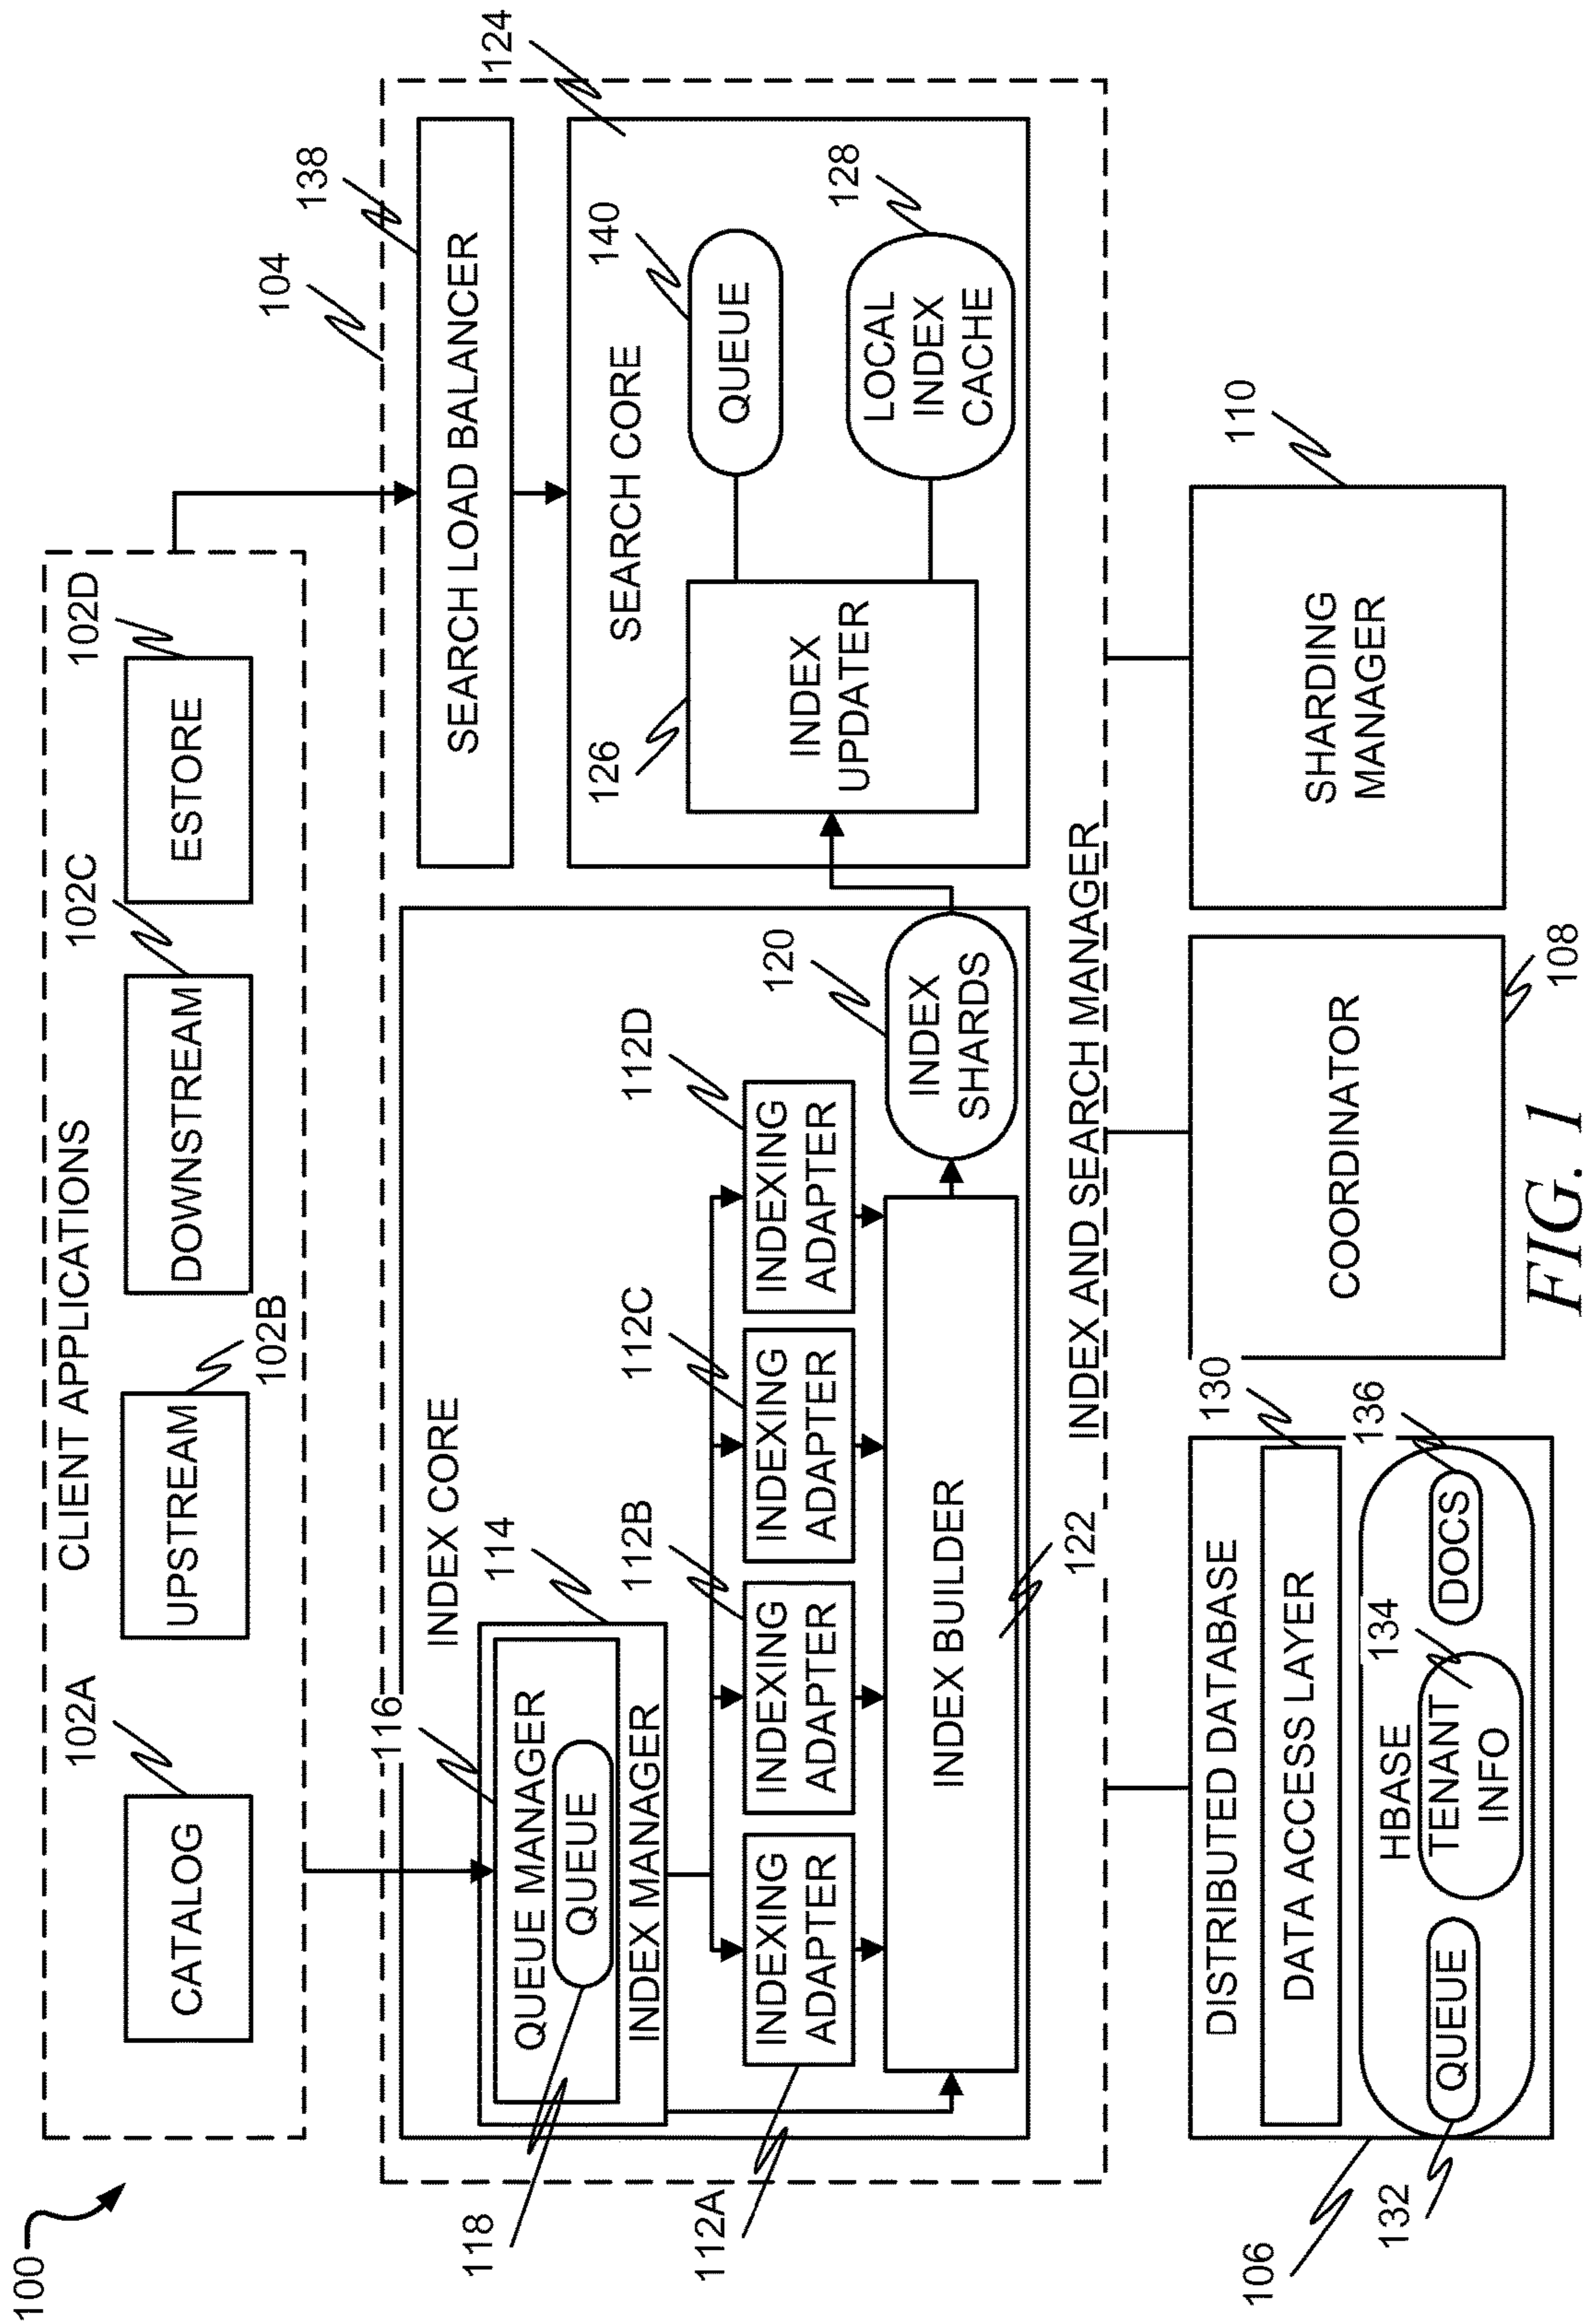 100
CLIENT APPLICATIONS
102A
102B
102C
102D
CATALOG
UPSTREAM
DOWNSTREAM
ESTORE
104
138
124
116
INDEX CORE
114
QUEUE MANAGER
QUEUE
INDEX MANAGER
118
112A
112B
112C
112D
INDEXING
ADAPTER
INDEXING
ADAPTER
INDEXING
ADAPTER
INDEXING
ADAPTER
INDEX BUILDER
122
120
INDEX
SHARDS
SEARCH LOAD BALANCER
SEARCH CORE
126
INDEX
UPDATER
140
QUEUE
128
LOCAL
INDEX
CACHE
INDEX AND SEARCH MANAGER
106
DISTRIBUTED DATABASE
130
DATA ACCESS LAYER
HBASE
132
QUEUE
134
TENANT
INFO
136
DOCS
COORDINATOR
108
SHARDING
MANAGER
110
FIG. 1